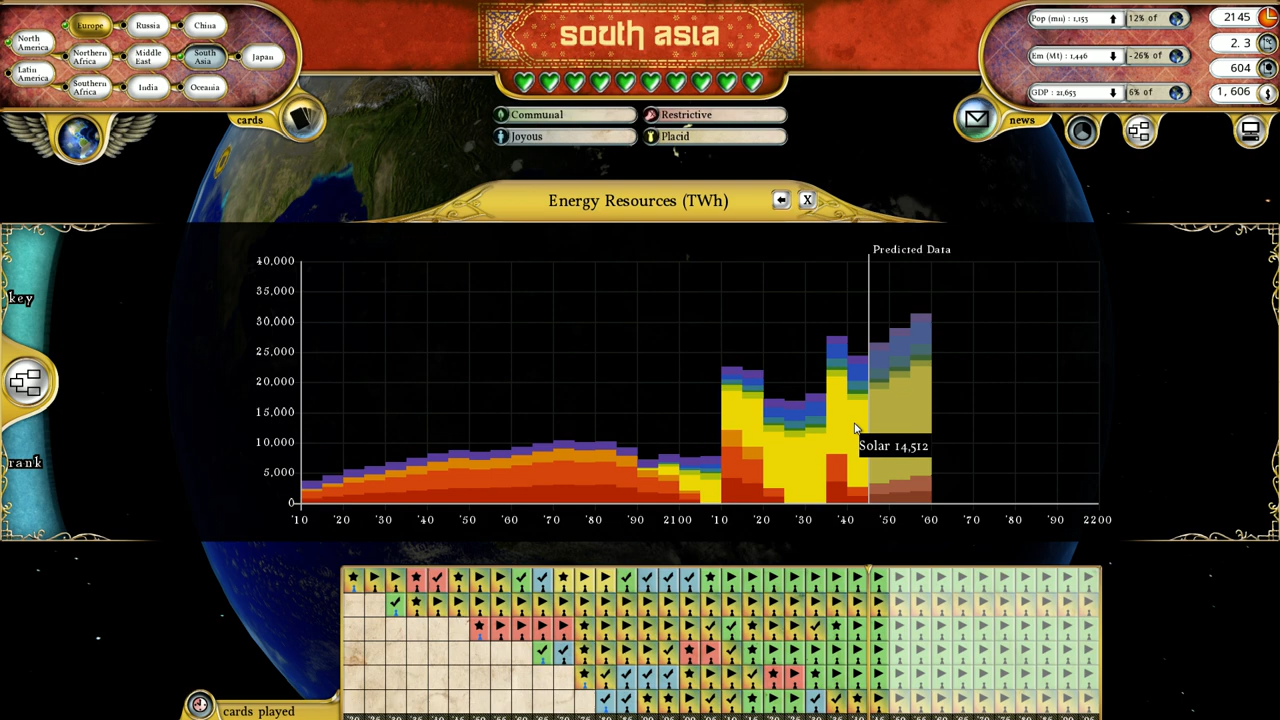 Europe
Russia
China
North
America
Northern
Africa
Middle
East
South
Asia
Japan
Latin
America
Southern
Africa
India
Oceania
cards
south asia
Communal
Restrictive
Joyous
Placid
Pop (mn) : 1,153
12% of
2145
Em (Mt) : 1,446
-26% of
2.3
604
GDP : 21,653
6% of
1,606
news
Energy Resources (TWh)
X
key
rank
Predicted Data
40,000
35,000
30,000
25,000
20,000
15,000
10,000
5,000
0
Solar 14,512
'10 '20 '30 '40 '50 '60 '70 '80 '90 2100 '10 '20 '30 '40 '50 '60 '70 '80 '90 2200
cards played